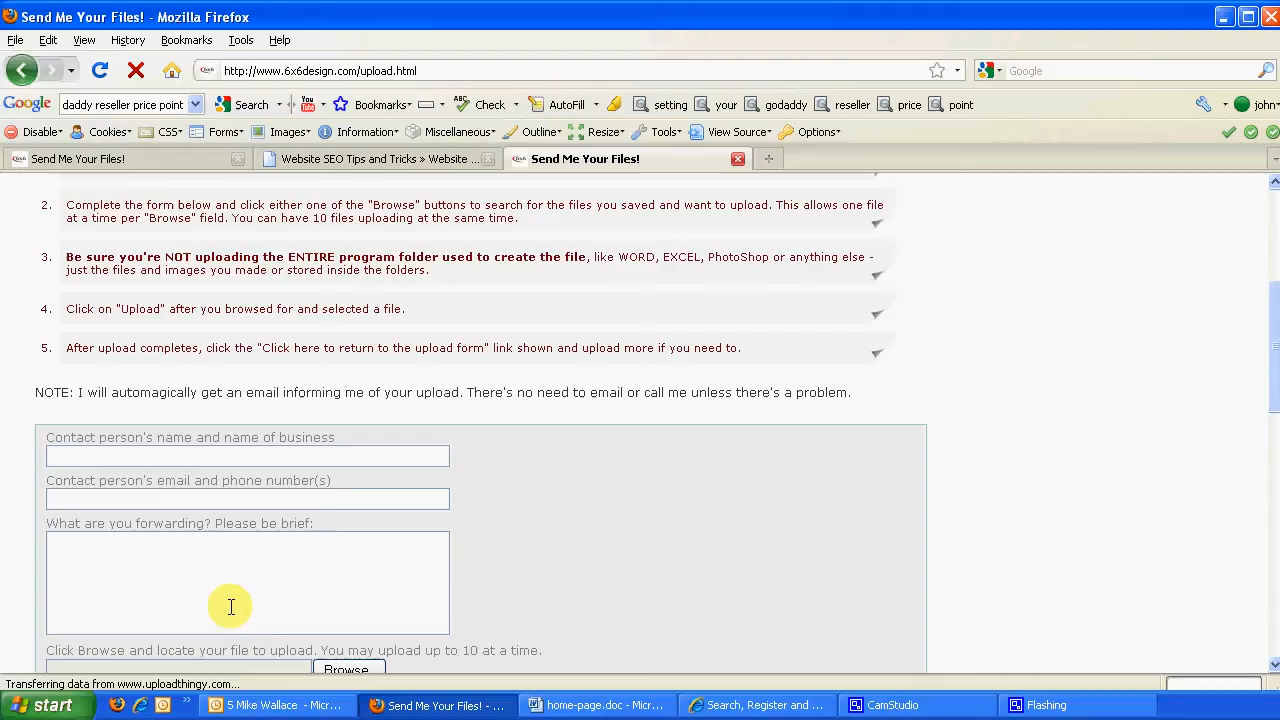 Send Me Your Files! - Mozilla Firefox
File Edit View History Bookmarks Tools Help
http://www.6x6design.com/upload.html
Google
Google daddy reseller price point Search Bookmarks Check AutoFill setting godaddy reseller price point john
Disable Cookies CSS Forms Images Information Miscellaneous Outline Resize Tools View Source Options
Send Me Your Files! Website SEO Tips and Tricks » Website ... Send Me Your Files!
2. Complete the form below and click either one of the "Browse" buttons to search for the files you saved and want to upload. This allows one file
at a time per "Browse" field. You can have 10 files uploading at the same time.
3. Be sure you're NOT uploading the ENTIRE program folder used to create the file, like WORD, EXCEL, PhotoShop or anything else -
just the files and images you made or stored inside the folders.
4. Click on "Upload" after you browsed for and selected a file.
5. After upload completes, click the "Click here to return to the upload form" link shown and upload more if you need to.
NOTE: I will automagically get an email informing me of your upload. There's no need to email or call me unless there's a problem.
Contact person's name and name of business
Contact person's email and phone number(s)
What are you forwarding? Please be brief:
Click Browse and locate your file to upload. You may upload up to 10 at a time.
Browse
Transferring data from www.uploadthingy.com...
start 5 Mike Wallace - Mic... Send Me Your Files! - ... home-page.doc - Micros... Search, Register and ... CamStudio Flashing